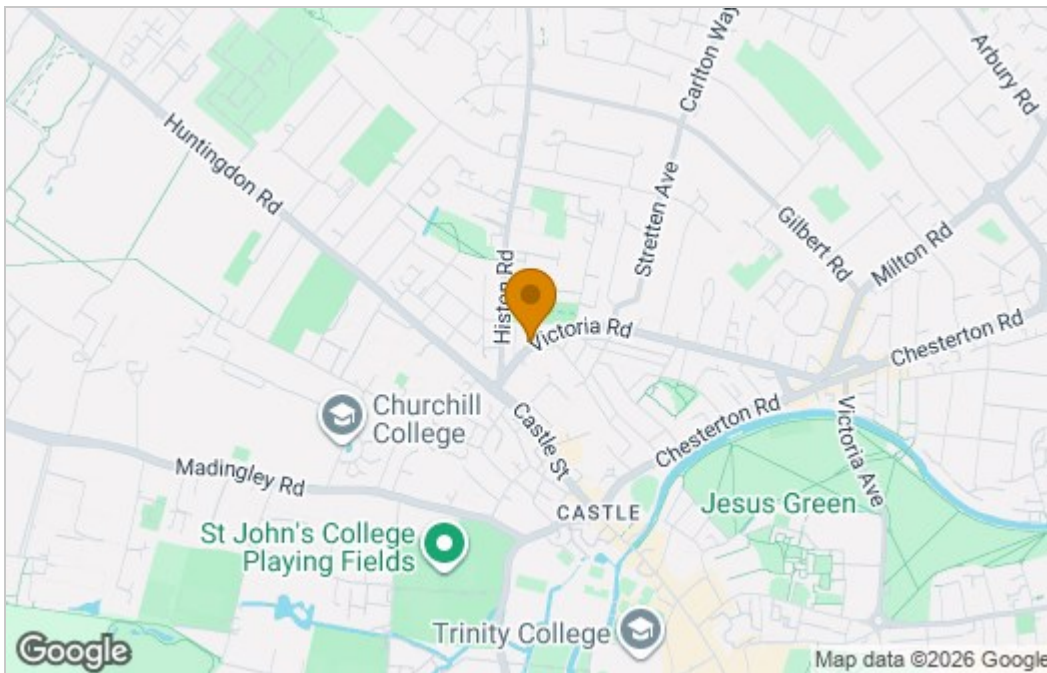 Carlton Way
Arbury Rd
Huntingdon Rd
Stretten Ave
Gilbert Rd
Milton Rd
Histon Rd
Victoria Rd
Chesterton Rd
Churchill
College
Castle St
Chesterton Rd
Victoria Ave
Madingley Rd
CASTLE
Jesus Green
St John's College
Playing Fields
Trinity College
Google
Map data ©2026 Google